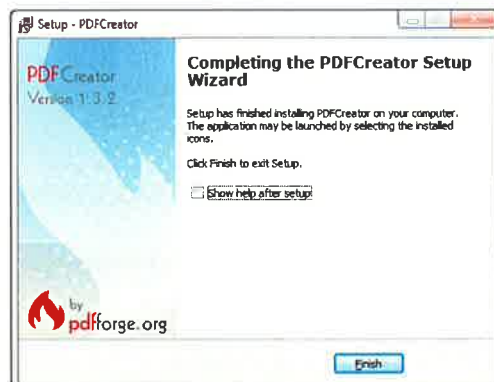 Setup - PDFCreator
PDFCreator
Version 1.3.2
Completing the PDFCreator Setup
Wizard
Setup has finished installing PDFCreator on your computer.
The application may be launched by selecting the installed
icons.
Click Finish to exit Setup.
Show help after setup
by
pdfforge.org
Finish